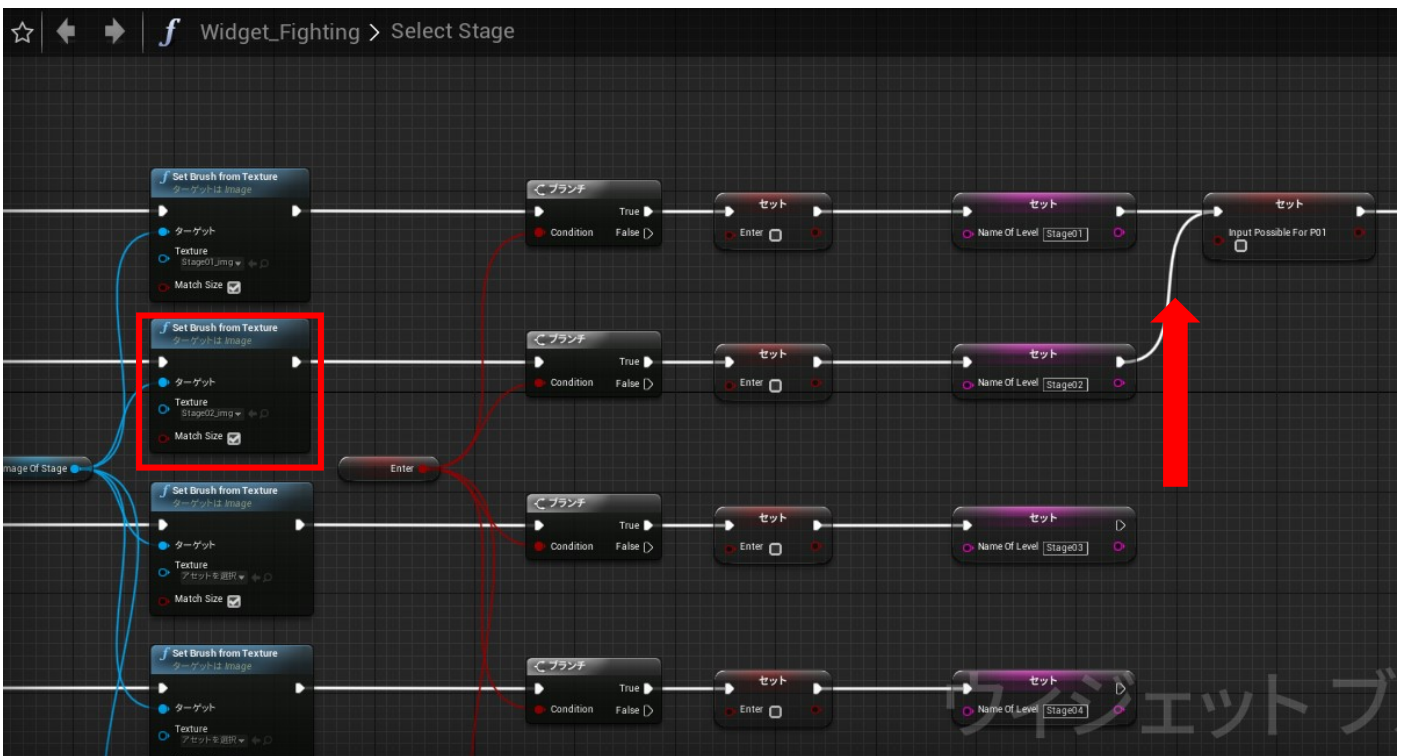 Widget_Fighting > Select Stage
Set Brush from Texture
ターゲットは Image
ターゲット
Texture
Stage01_img
Match Size
ブランチ
True
Condition
False
セット
Enter
セット
Name Of Level Stage01
セット
Input Possible For P01
Set Brush from Texture
ターゲットは Image
ターゲット
Texture
Stage02_img
Match Size
ブランチ
True
Condition
False
セット
Enter
セット
Name Of Level Stage02
mage Of Stage
Enter
Set Brush from Texture
ターゲットは Image
ターゲット
Texture
アセットを選択
Match Size
ブランチ
True
Condition
False
セット
Enter
セット
Name Of Level Stage03
Set Brush from Texture
ターゲットは Image
ターゲット
Texture
アセットを選択
ブランチ
True
Condition
False
セット
Enter
セット
Name Of Level Stage04
ウィジェット ブ